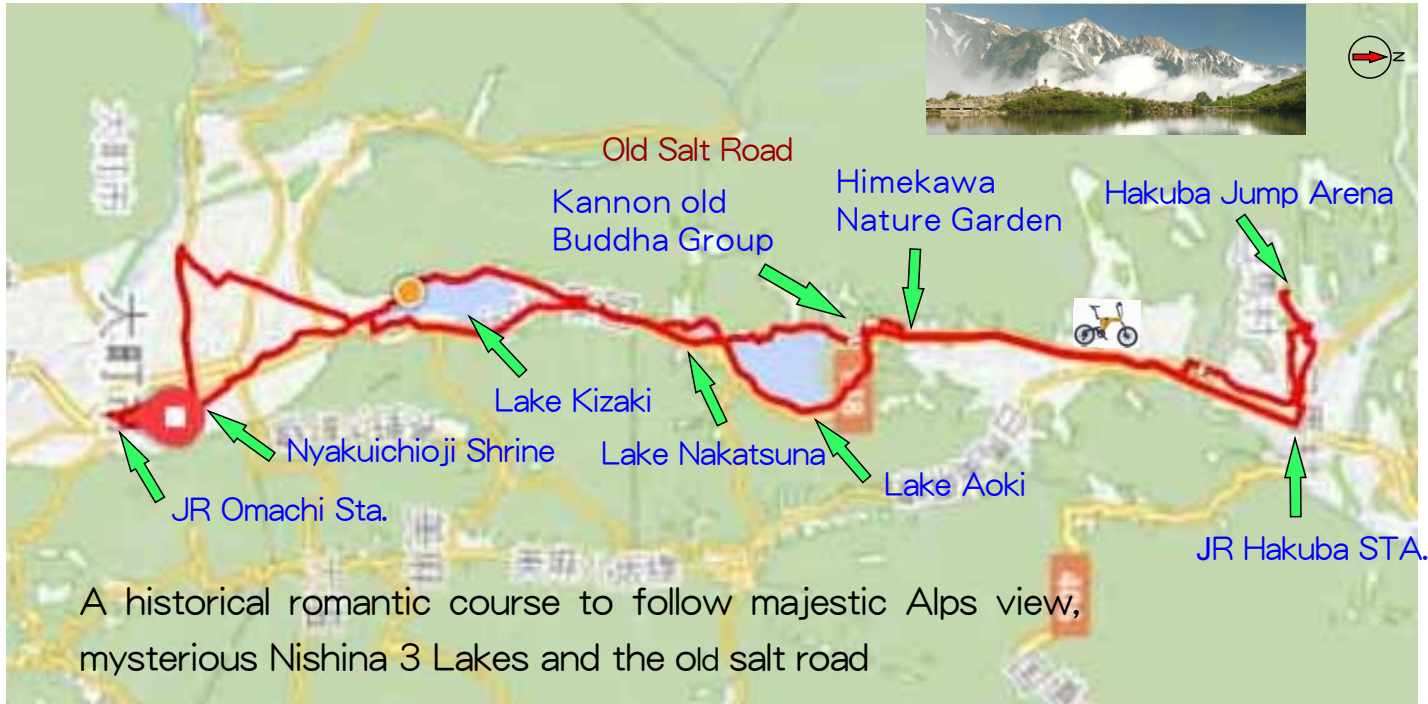 N
Old Salt Road
Kannon old
Buddha Group
Himekawa
Nature Garden
Hakuba Jump Arena
大町
Lake Kizaki
Nyakuichioji Shrine
Lake Nakatsuna
Lake Aoki
JR Omachi Sta.
JR Hakuba STA.
A historical romantic course to follow majestic Alps view,
mysterious Nishina 3 Lakes and the old salt road